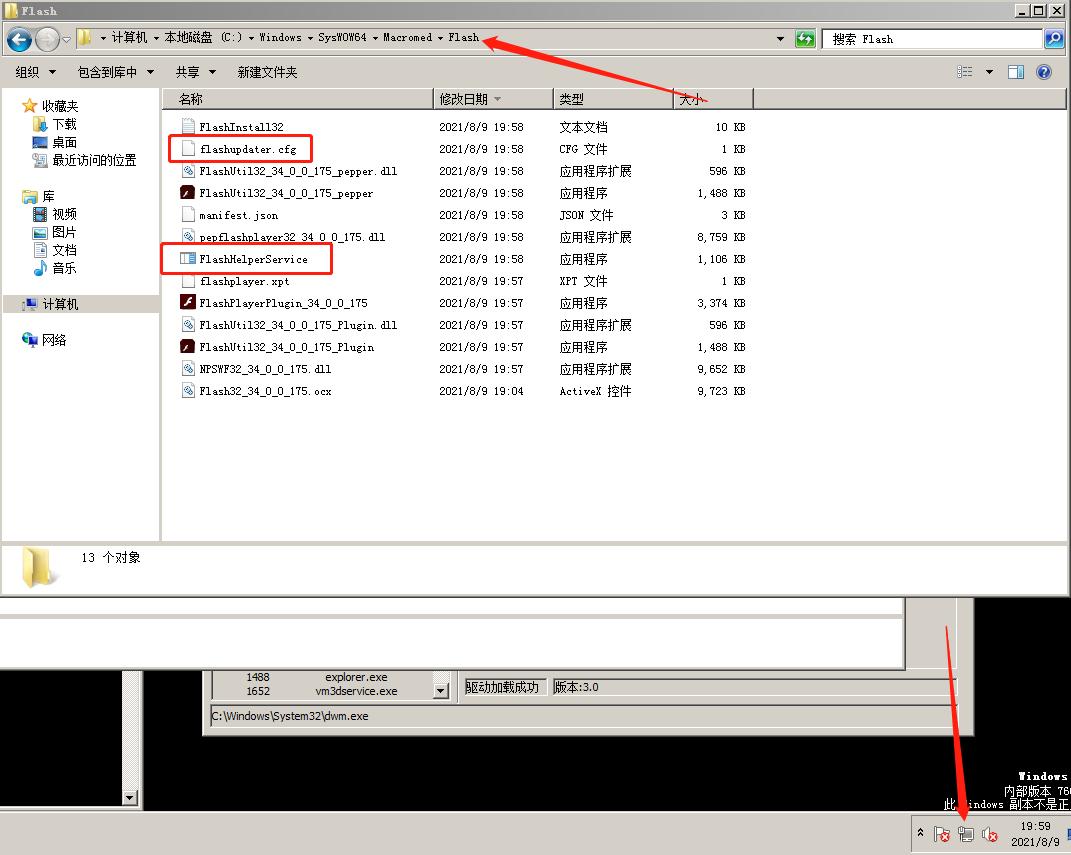 Flash
计算机 本地磁盘 (C:) Windows SysWOW64 Macromed Flash
搜索 Flash
组织 包含到库中 共享 新建文件夹
收藏夹
下载
桌面
最近访问的位置
库
视频
图片
文档
音乐
计算机
网络
名称 修改日期 类型 大小
FlashInstall32 2021/8/9 19:58 文本文档 10 KB
flashupdater.cfg 2021/8/9 19:58 CFG 文件 1 KB
FlashUtil32_34_0_0_175_pepper.dll 2021/8/9 19:58 应用程序扩展 596 KB
FlashUtil32_34_0_0_175_pepper 2021/8/9 19:58 应用程序 1,488 KB
manifest.json 2021/8/9 19:58 JSON 文件 3 KB
pepflashplayer32_34_0_0_175.dll 2021/8/9 19:58 应用程序扩展 8,759 KB
FlashHelperService 2021/8/9 19:58 应用程序 1,106 KB
flashplayer.xpt 2021/8/9 19:58 XPT 文件 1 KB
FlashPlayerPlugin_34_0_0_175 2021/8/9 19:57 应用程序 3,374 KB
FlashUtil32_34_0_0_175_Plugin.dll 2021/8/9 19:57 应用程序扩展 596 KB
FlashUtil32_34_0_0_175_Plugin 2021/8/9 19:57 应用程序 1,488 KB
NPSWF32_34_0_0_175.dll 2021/8/9 19:57 应用程序扩展 9,652 KB
Flash32_34_0_0_175.ocx 2021/8/9 19:04 ActiveX 控件 9,723 KB
13 个对象
1488 explorer.exe
1652 vm3dservice.exe
驱动加载成功 版本:3.0
C:\Windows\System32\dwm.exe
Windows
内部版本 760
此 Windows 副本不是正
19:59
2021/8/9